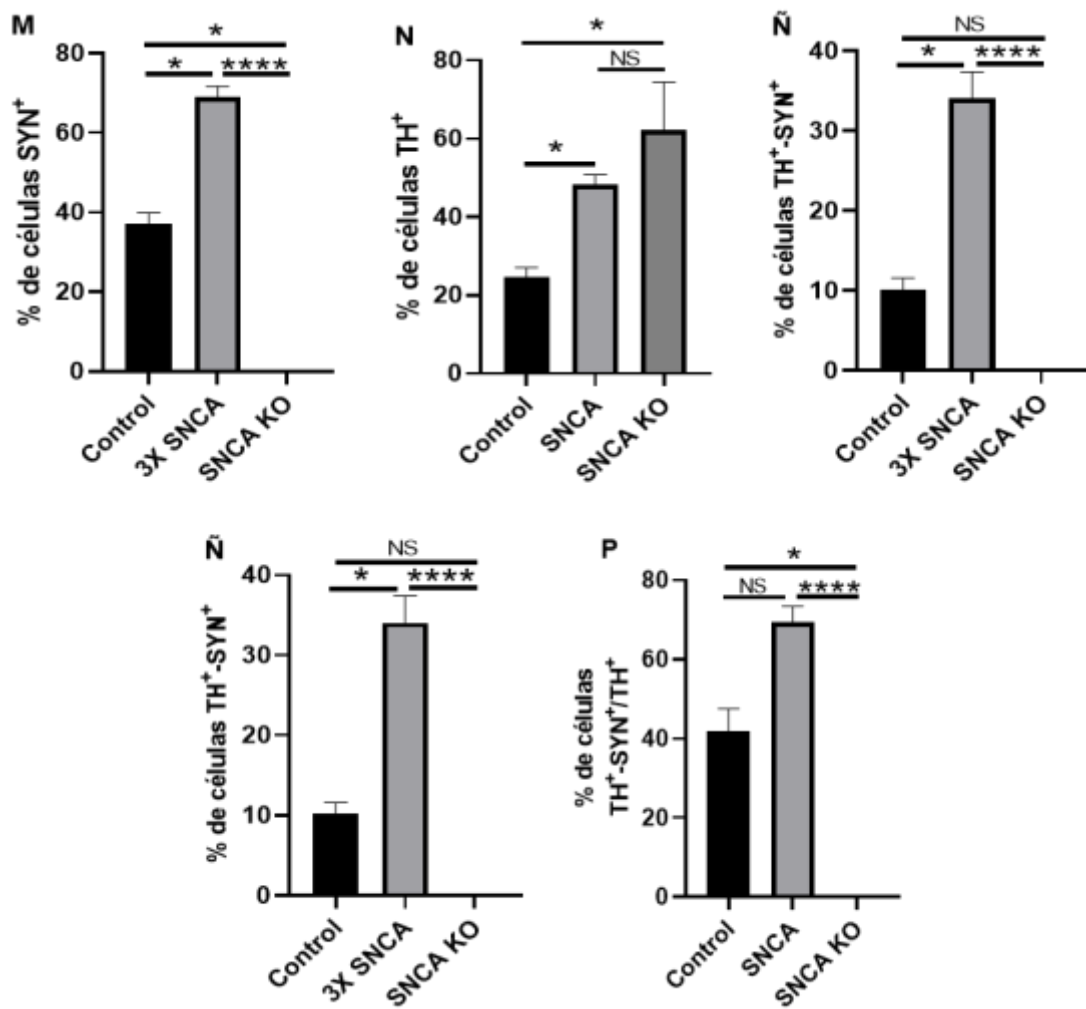 M
*
*
****
80
60
40
20
0
% de células SYN⁺
Control
3X SNCA
SNCA KO
N
*
NS
*
80
60
40
20
0
% de células TH⁺
Control
SNCA
SNCA KO
Ñ
NS
*
****
40
30
20
10
0
% de células TH⁺-SYN⁺
Control
3X SNCA
SNCA KO
Ñ
NS
*
****
40
30
20
10
0
% de células TH⁺-SYN⁺
Control
3X SNCA
SNCA KO
P
*
NS
****
80
60
40
20
0
% de células
TH⁺-SYN⁺/TH⁺
Control
SNCA
SNCA KO